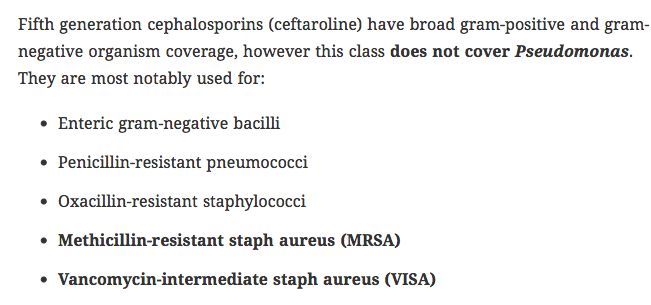 Fifth generation cephalosporins (ceftaroline) have broad gram-positive and gram-
negative organism coverage, however this class does not cover Pseudomonas.
They are most notably used for:
• Enteric gram-negative bacilli
• Penicillin-resistant pneumococci
• Oxacillin-resistant staphylococci
• Methicillin-resistant staph aureus (MRSA)
• Vancomycin-intermediate staph aureus (VISA)